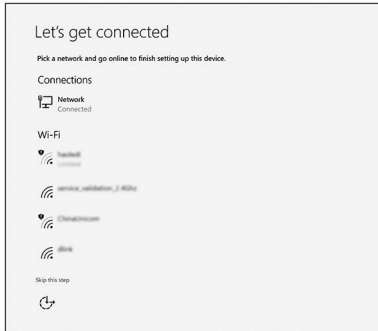 Let's get connected
Pick a network and go online to finish setting up this device.
Connections
Network
Connected
Wi-Fi
Limited
service_validation_2.4Ghz
ChinaUnicom
dlink
Skip this step